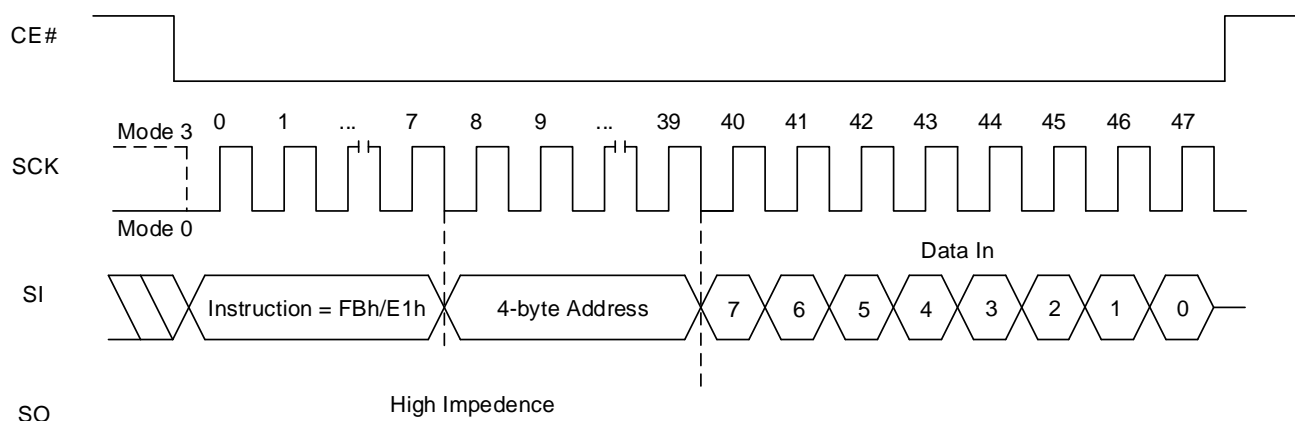 CE#
0 1 ... 7 8 9 ... 39 40 41 42 43 44 45 46 47
Mode 3
SCK
Mode 0
Data In
SI
Instruction = FBh/E1h 4-byte Address 7 6 5 4 3 2 1 0
High Impedence
SO